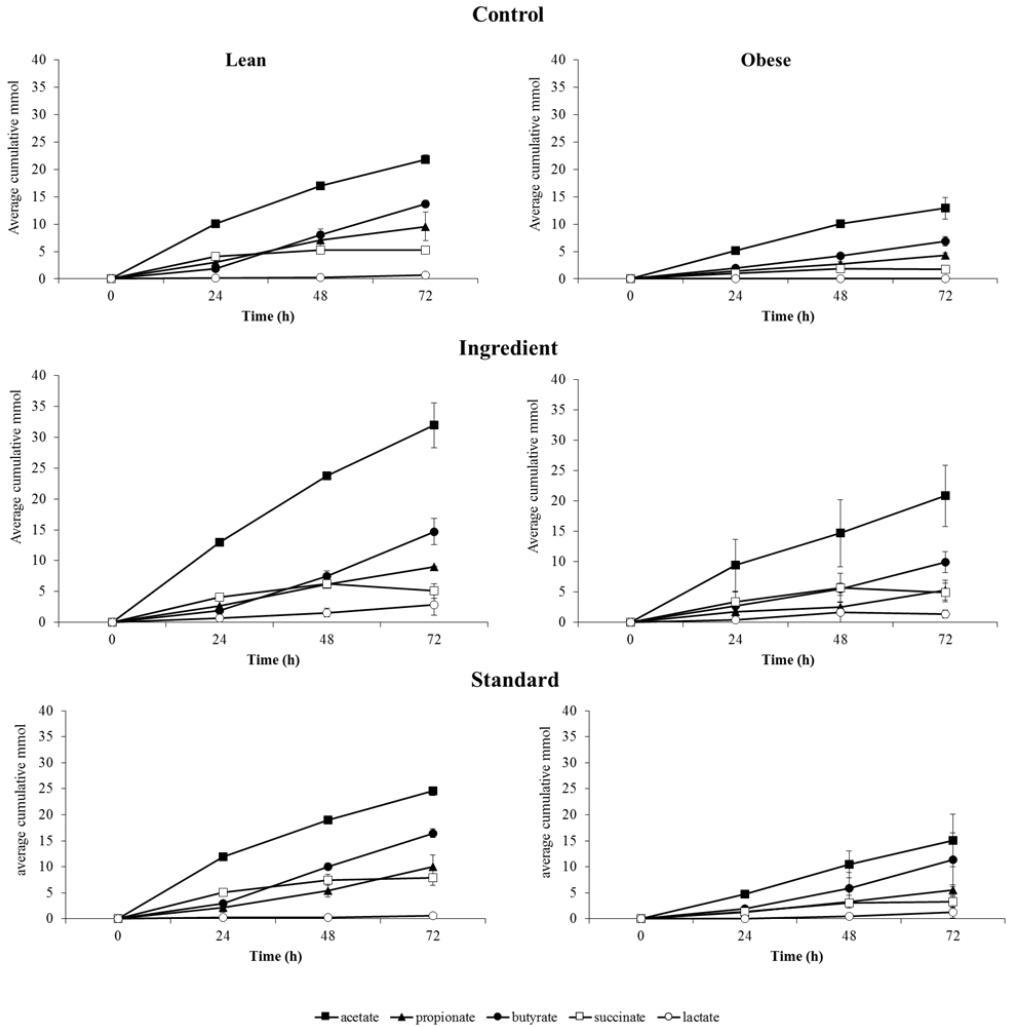 Control
Lean
Obese
40
35
30
25
20
15
10
5
0
Average cumulative mmol
0 24 48 72
Time (h)
40
35
30
25
20
15
10
5
0
Average cumulative mmol
0 24 48 72
Time (h)
Ingredient
40
35
30
25
20
15
10
5
0
Average cumulative mmol
0 24 48 72
Time (h)
40
35
30
25
20
15
10
5
0
Average cumulative mmol
0 24 48 72
Time (h)
Standard
40
35
30
25
20
15
10
5
0
average cumulative mmol
0 24 48 72
Time (h)
40
35
30
25
20
15
10
5
0
average cumulative mmol
0 24 48 72
Time (h)
acetate propionate butyrate succinate lactate